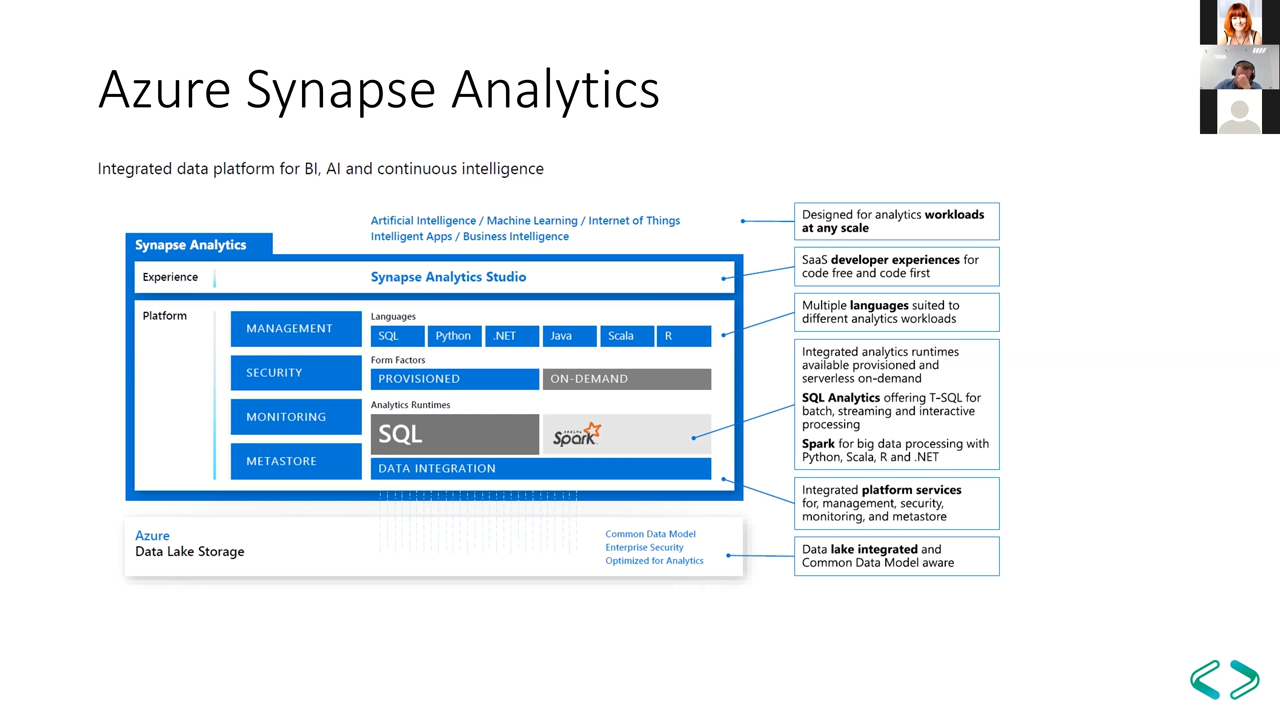 Azure Synapse Analytics
Integrated data platform for BI, AI and continuous intelligence
Artificial Intelligence / Machine Learning / Internet of Things
Intelligent Apps / Business Intelligence
Synapse Analytics
Experience
Synapse Analytics Studio
Platform
MANAGEMENT
SECURITY
MONITORING
METASTORE
Languages
SQL
Python
.NET
Java
Scala
R
Form Factors
PROVISIONED
ON-DEMAND
Analytics Runtimes
SQL
APACHE
Spark
DATA INTEGRATION
Azure
Data Lake Storage
Common Data Model
Enterprise Security
Optimized for Analytics
Designed for analytics workloads
at any scale
SaaS developer experiences for
code free and code first
Multiple languages suited to
different analytics workloads
Integrated analytics runtimes
available provisioned and
serverless on-demand
SQL Analytics offering T-SQL for
batch, streaming and interactive
processing
Spark for big data processing with
Python, Scala, R and .NET
Integrated platform services
for, management, security,
monitoring, and metastore
Data lake integrated and
Common Data Model aware